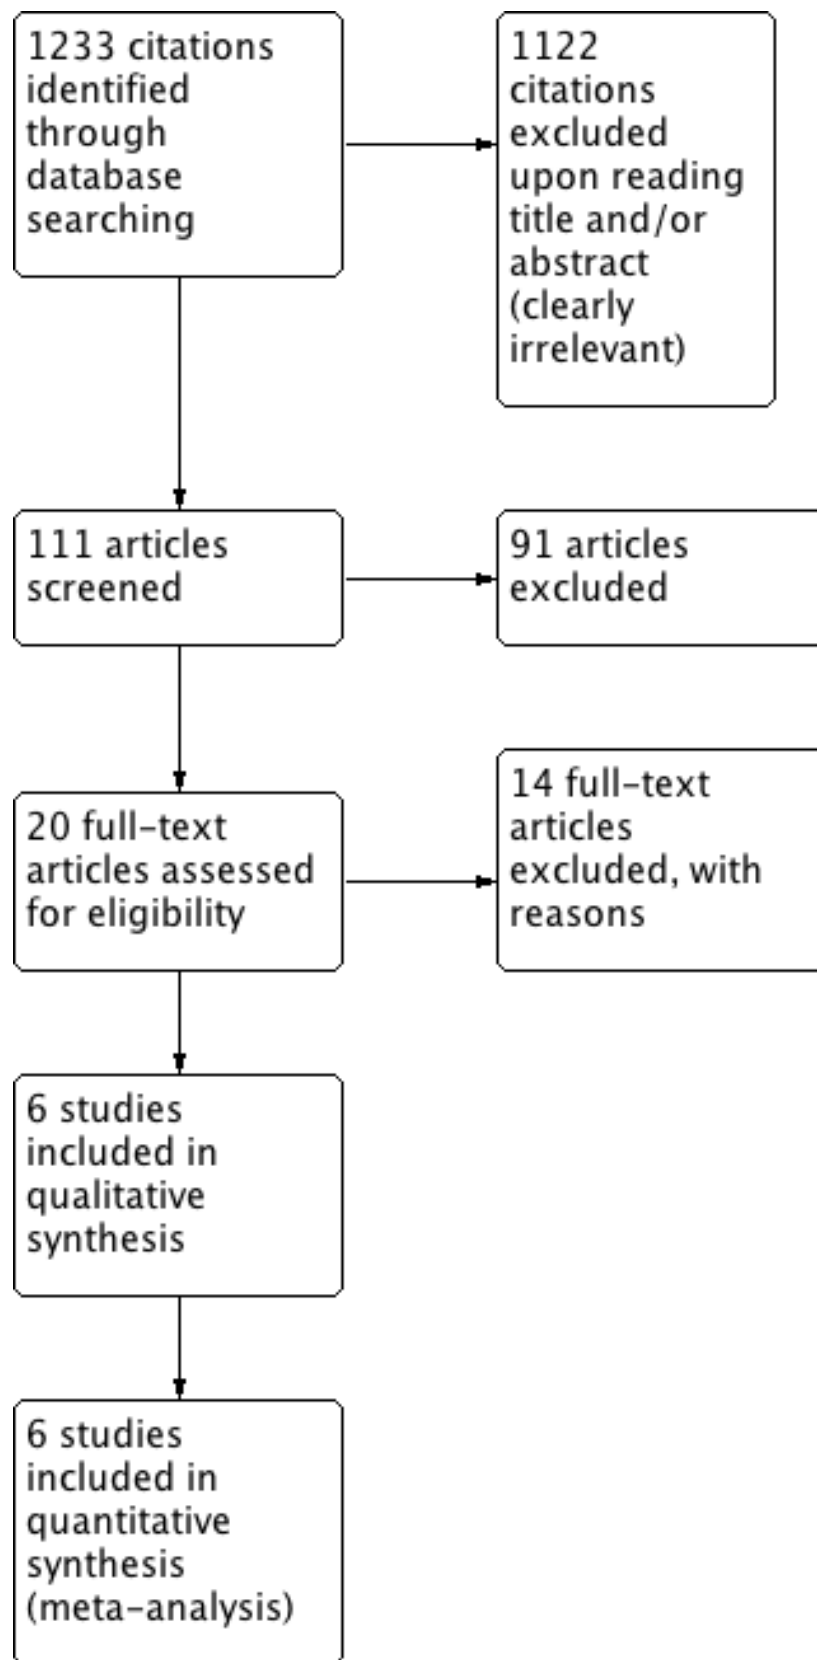 1233 citations
identified
through
database
searching
1122
citations
excluded
upon reading
title and/or
abstract
(clearly
irrelevant)
111 articles
screened
91 articles
excluded
20 full-text
articles assessed
for eligibility
14 full-text
articles
excluded, with
reasons
6 studies
included in
qualitative
synthesis
6 studies
included in
quantitative
synthesis
(meta-analysis)